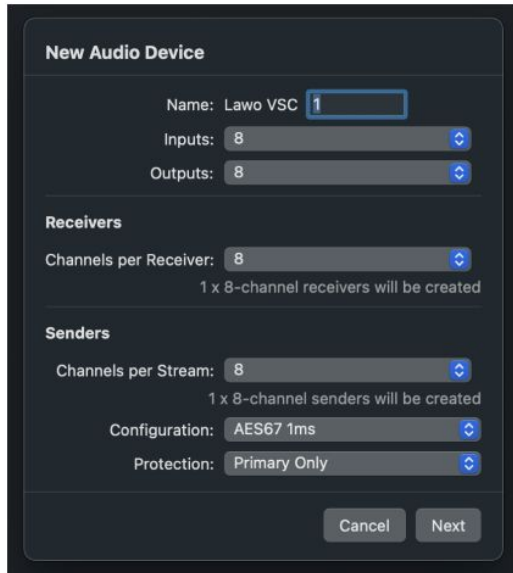 New Audio Device
Name: Lawo VSC 1
Inputs: 8
Outputs: 8
Receivers
Channels per Receiver: 8
1 x 8-channel receivers will be created
Senders
Channels per Stream: 8
1 x 8-channel senders will be created
Configuration: AES67 1ms
Protection: Primary Only
Cancel Next